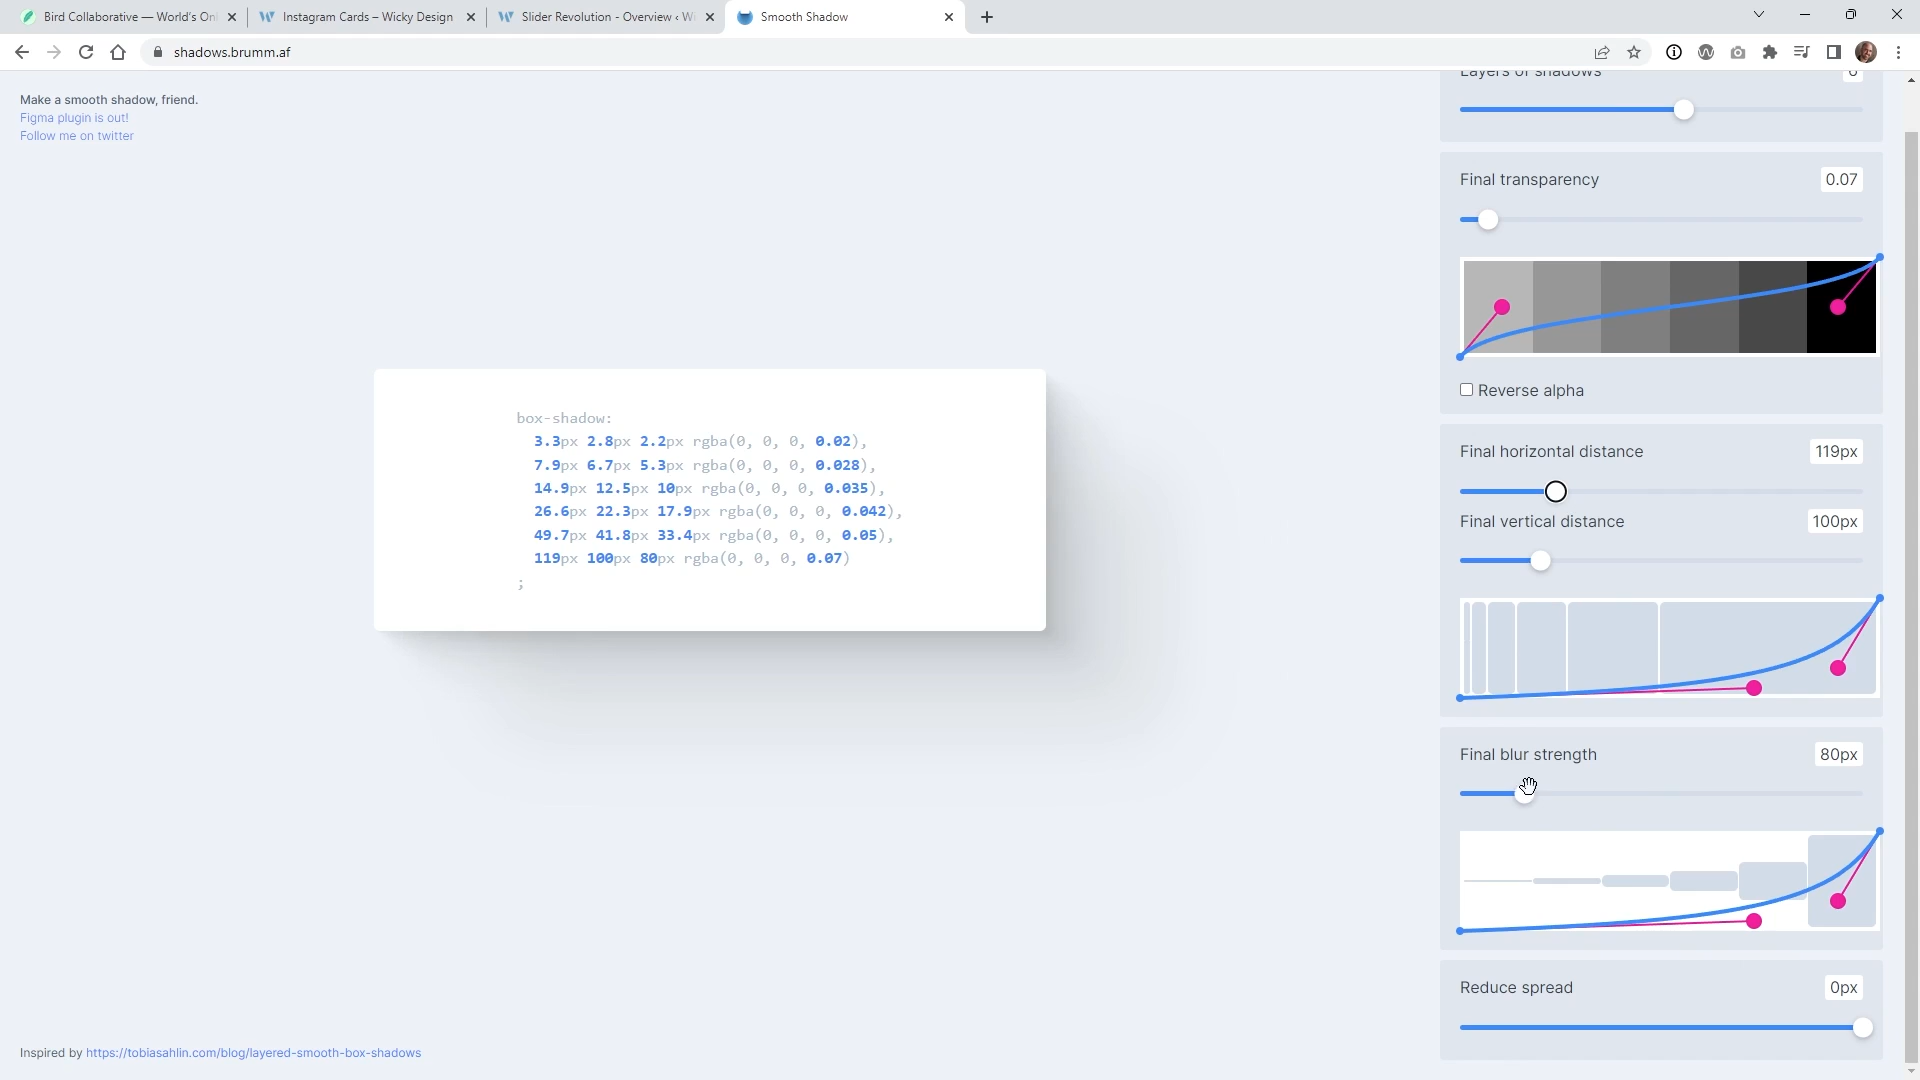 Bird Collaborative — World's On
Instagram Cards – Wicky Design
Slider Revolution - Overview ‹ W
Smooth Shadow
shadows.brumm.af
Make a smooth shadow, friend.
Figma plugin is out!
Follow me on twitter
box-shadow:
3.3px 2.8px 2.2px rgba(0, 0, 0, 0.02),
7.9px 6.7px 5.3px rgba(0, 0, 0, 0.028),
14.9px 12.5px 10px rgba(0, 0, 0, 0.035),
26.6px 22.3px 17.9px rgba(0, 0, 0, 0.042),
49.7px 41.8px 33.4px rgba(0, 0, 0, 0.05),
119px 100px 80px rgba(0, 0, 0, 0.07)
;
Layers of shadows 6
Final transparency 0.07
Reverse alpha
Final horizontal distance 119px
Final vertical distance 100px
Final blur strength 80px
Reduce spread 0px
Inspired by https://tobiasahlin.com/blog/layered-smooth-box-shadows